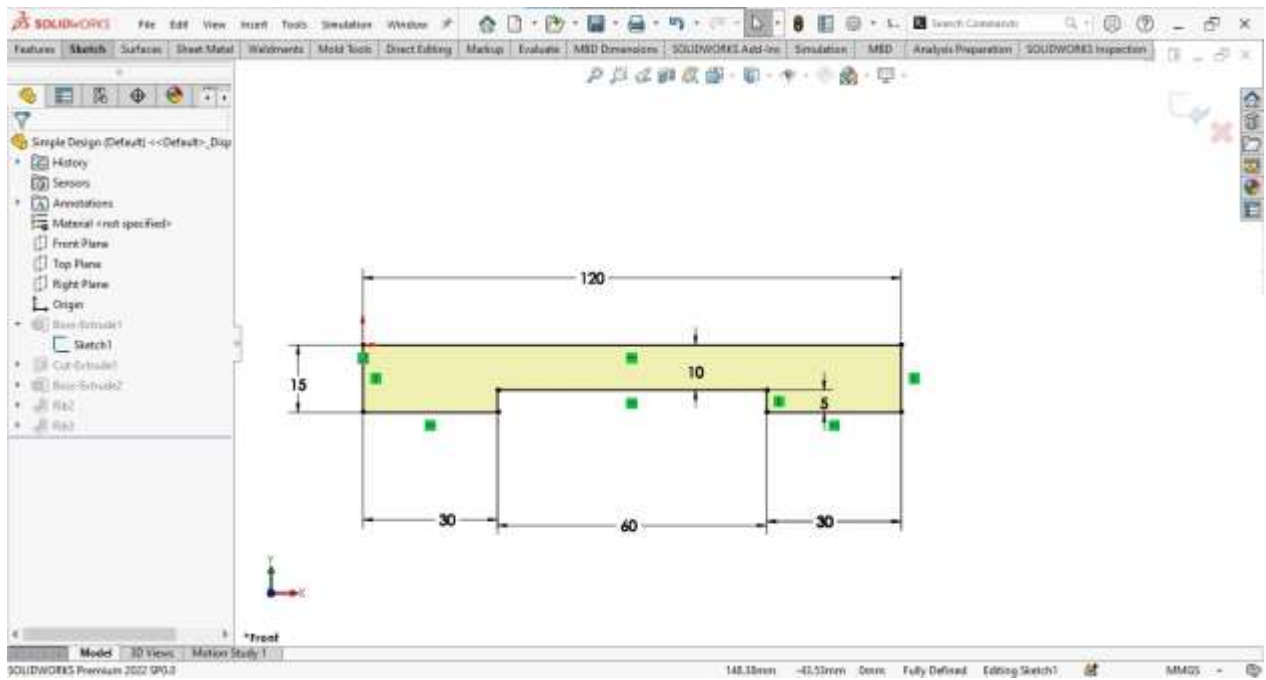 SOLIDWORKS File Edit View Insert Tools Simulation Window S... Search Commands
Features Sketch Surfaces Sheet Metal Weldments Mold Tools Direct Editing Markup Evaluate MBD Dimensions SOLIDWORKS Add-Ins Simulation MBD Analysis Preparation SOLIDWORKS Inspection
Simple Design (Default) <<Default>_Disp
History
Sensors
Annotations
Material <not specified>
Front Plane
Top Plane
Right Plane
Origin
Boss-Extrude1
Sketch1
Cut-Extrude1
Boss-Extrude2
Rib2
Rib3
120
15
10
5
30
60
30
Y
X
*Front
Model 3D Views Motion Study 1
SOLIDWORKS Premium 2022 SP0.0 148.38mm -43.53mm 0mm Fully Defined Editing Sketch1 MMGS